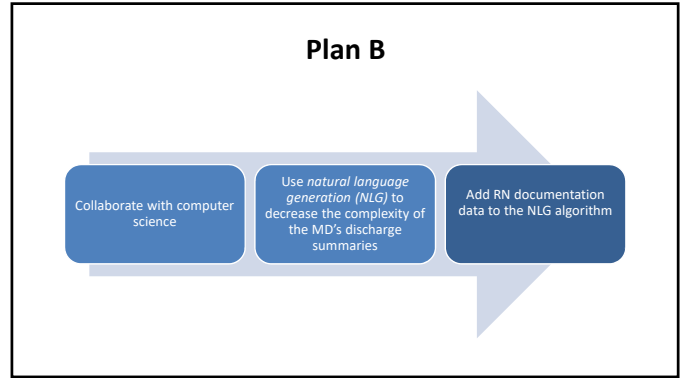 Plan B
Collaborate with computer
science
Use natural language
generation (NLG) to
decrease the complexity of
the MD's discharge
summaries
Add RN documentation
data to the NLG algorithm